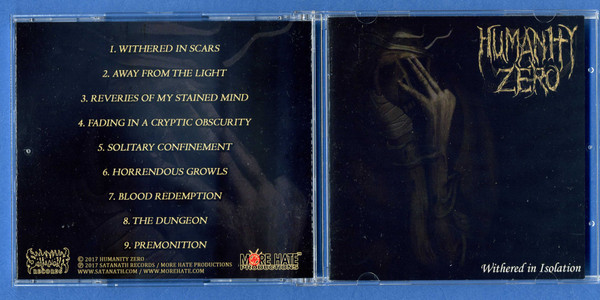 1. WITHERED IN SCARS
2. AWAY FROM THE LIGHT
3. REVERIES OF MY STAINED MIND
4. FADING IN A CRYPTIC OBSCURITY
5. SOLITARY CONFINEMENT
6. HORRENDOUS GROWLS
7. BLOOD REDEMPTION
8. THE DUNGEON
9. PREMONITION
RECORDS
© 2017 HUMANITY ZERO
℗ 2017 SATANATH RECORDS / MORE HATE PRODUCTIONS
WWW.SATANATH.COM / WWW.MOREHATE.COM
MORE HATE
PRODUCTIONS
HUMANITY
ZERO
Withered in Isolation